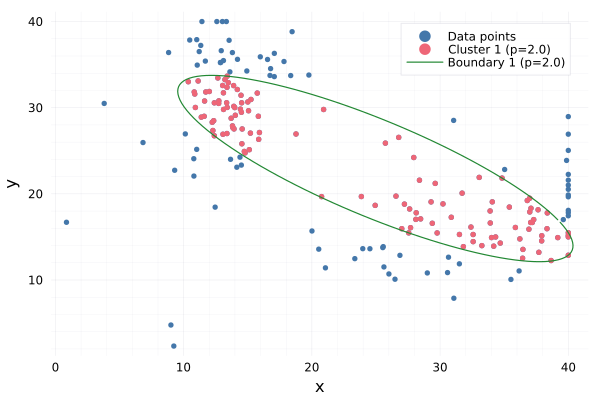 40
Data points
Cluster 1 (p=2.0)
Boundary 1 (p=2.0)
30
y
20
10
0 10 20 30 40
x